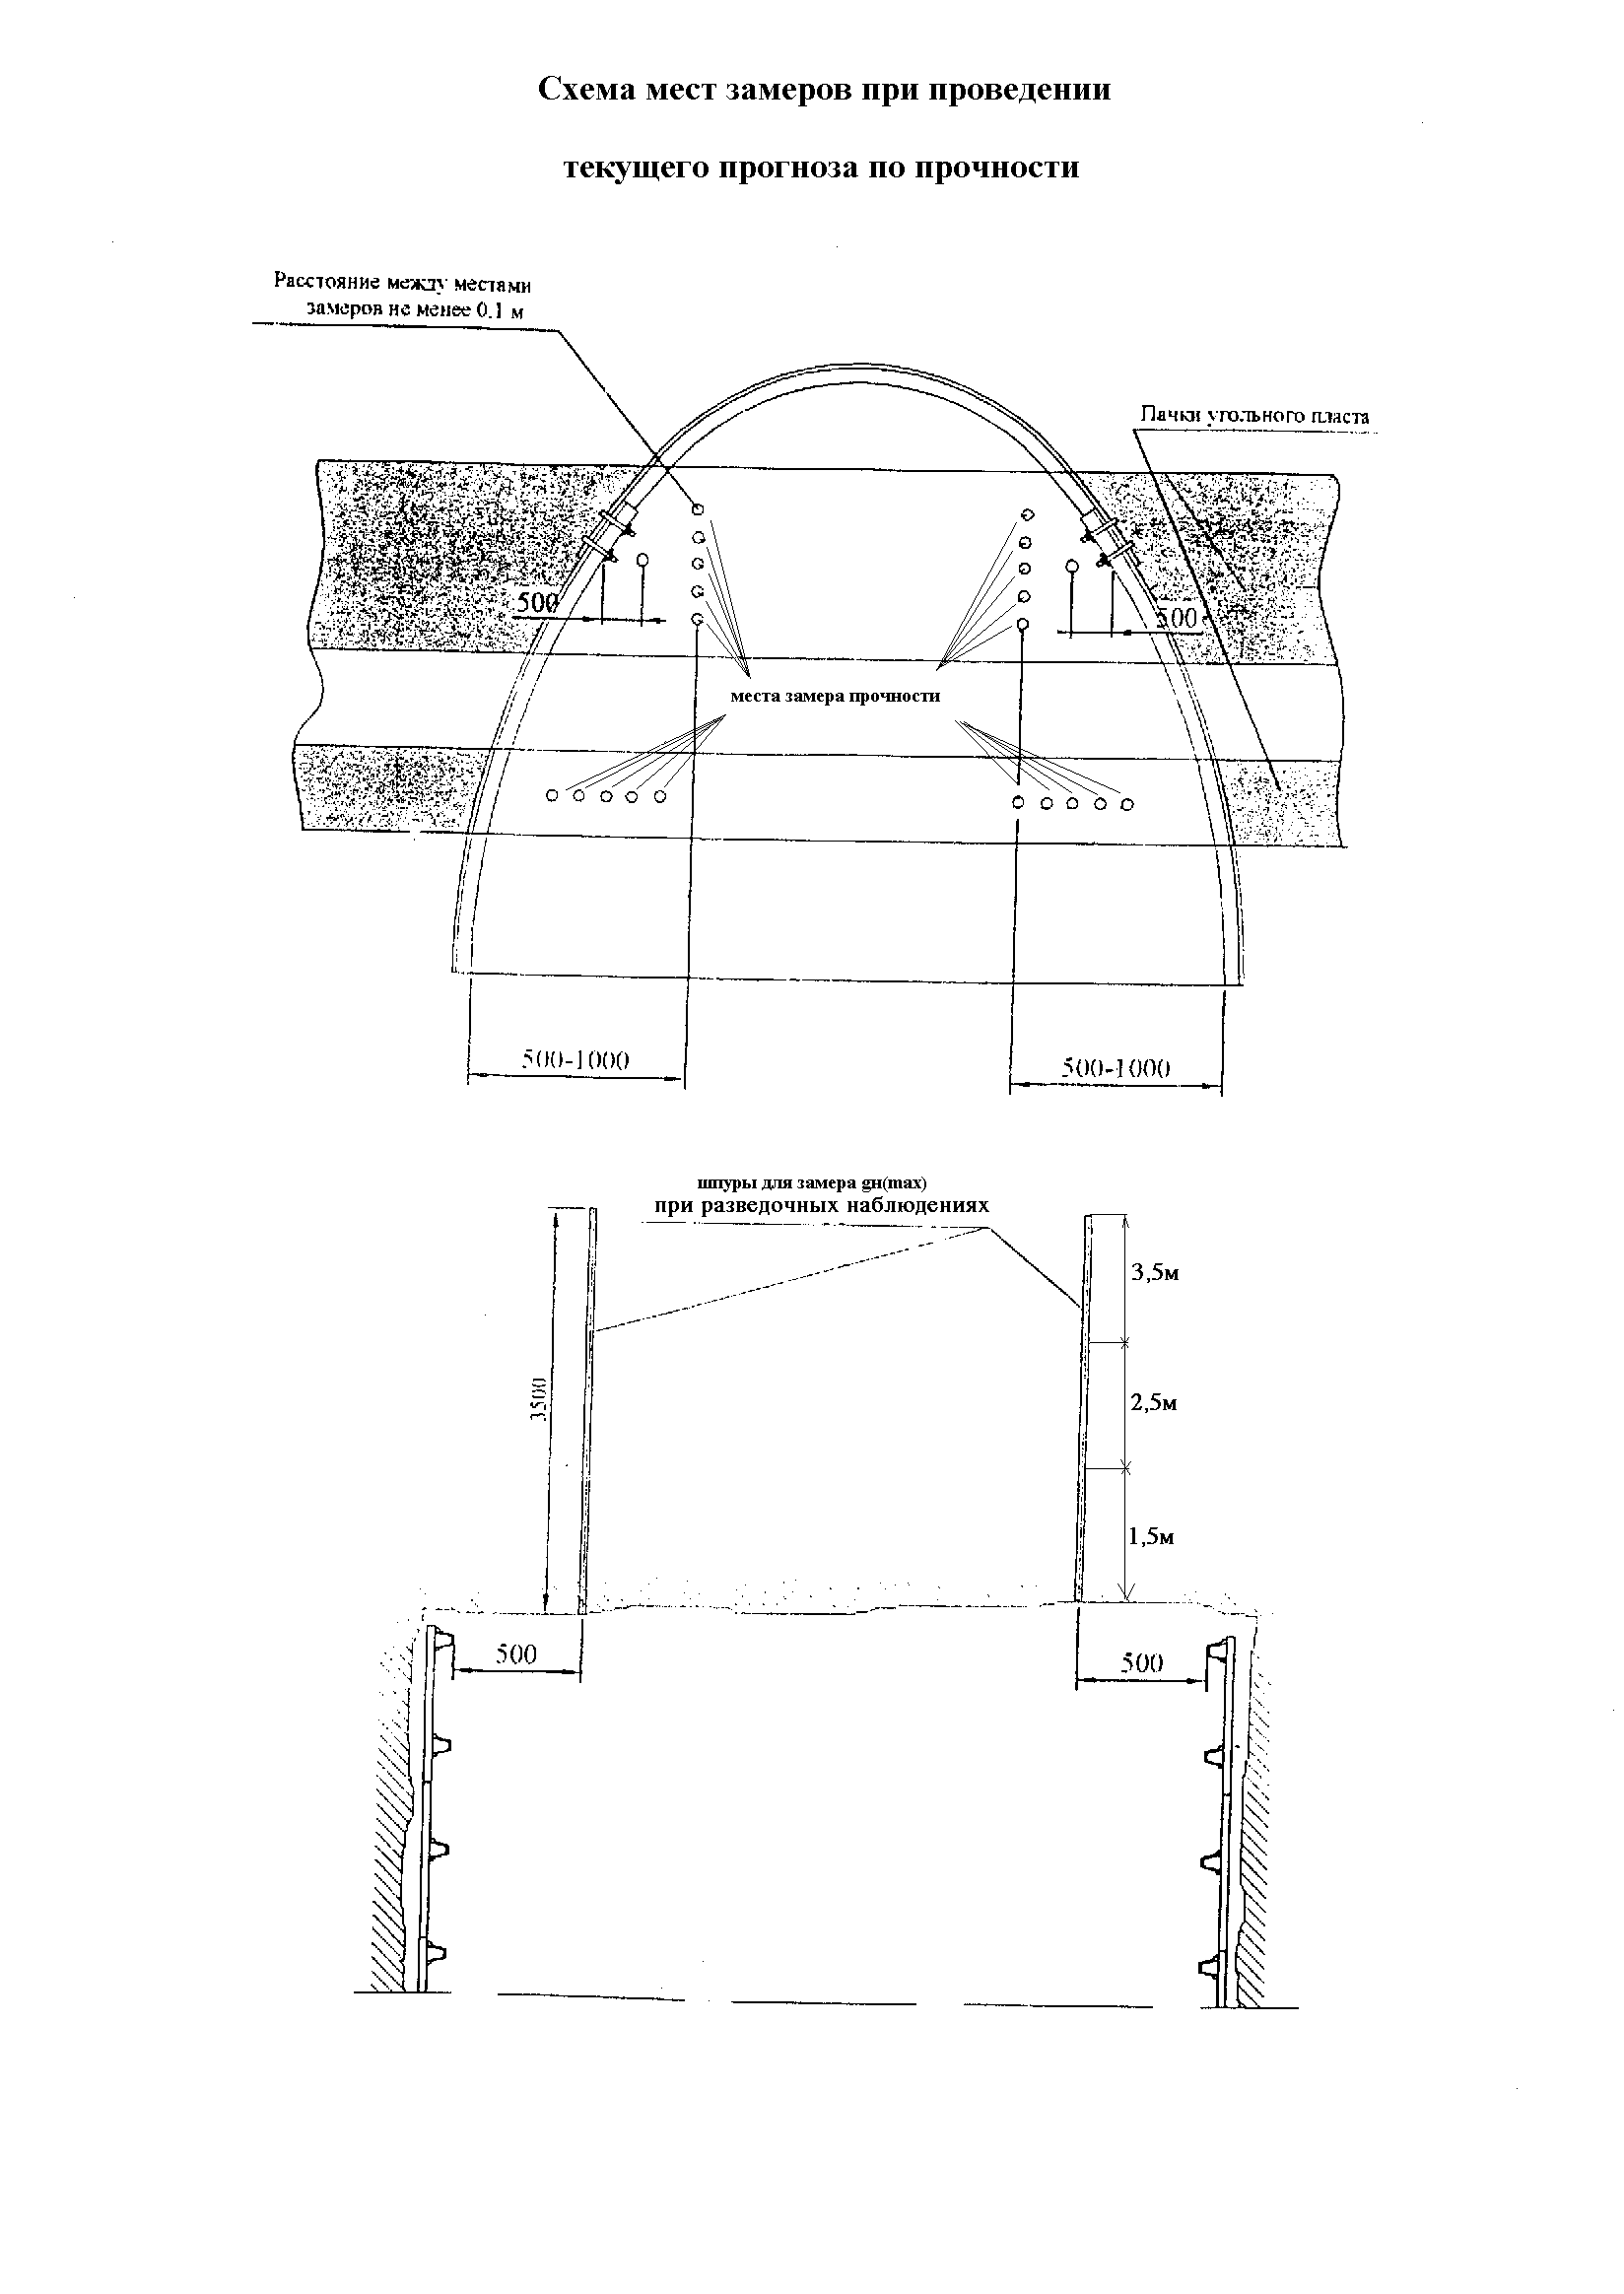 Схема мест замеров при проведении
текущего прогноза по прочности
Расстояние между местами
замеров не менее 0.1 м
Пачки угольного пласта
500
500
места замера прочности
500-1000
500-1000
шпуры для замера gн(max)
при разведочных наблюдениях
3,5м
3500
2,5м
1,5м
500
500